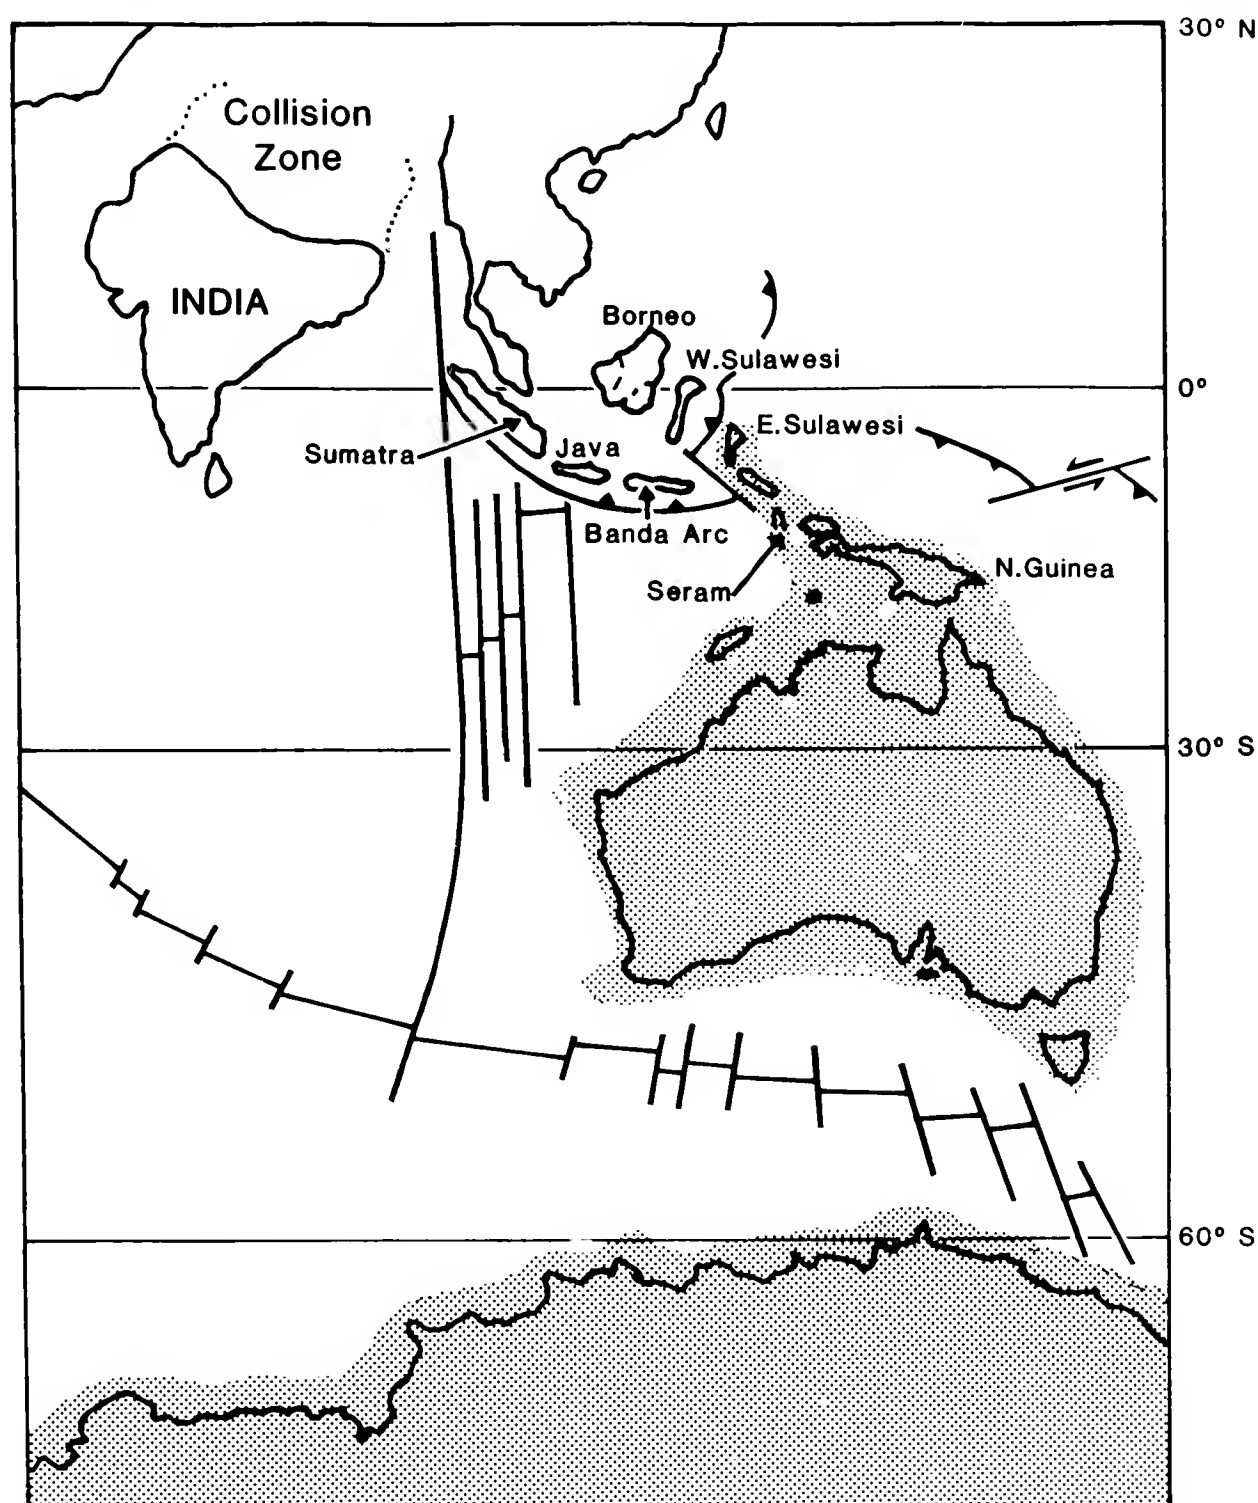 30° N
Collision
Zone
INDIA
Borneo
W.Sulawesi
0°
E.Sulawesi
Sumatra
Java
Banda Arc
N.Guinea
Seram
30° S
60° S